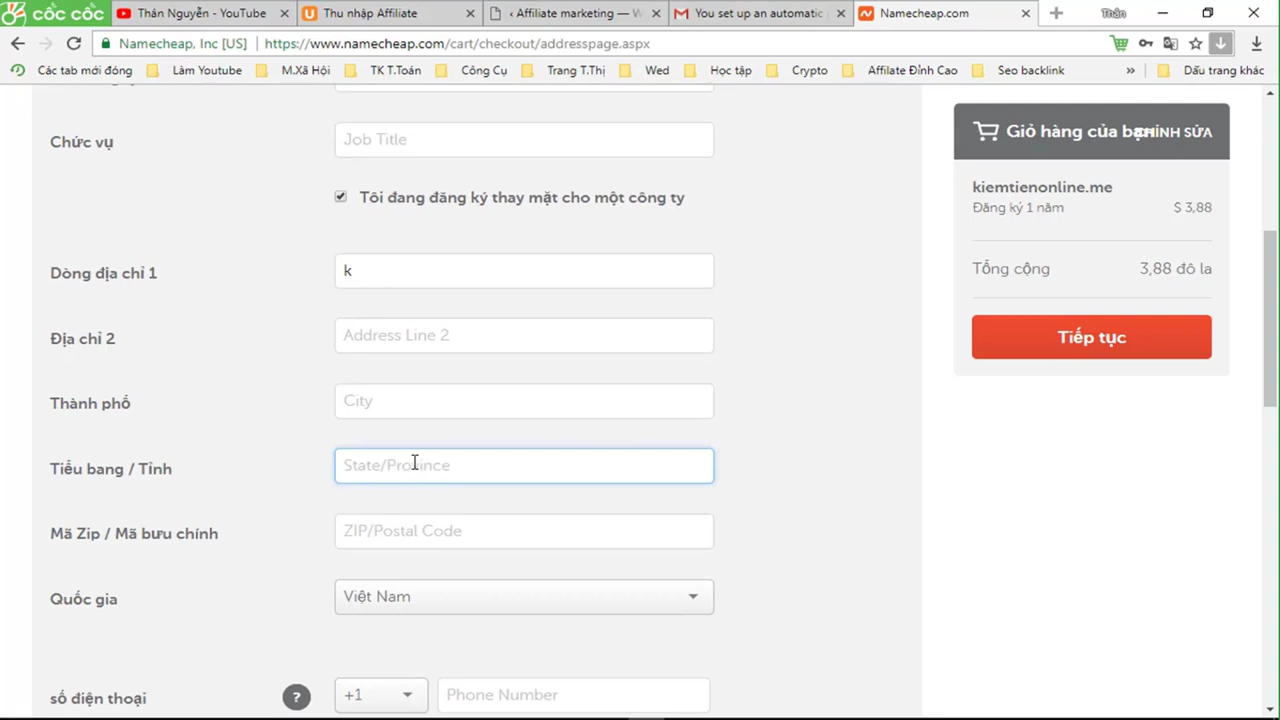 cốc cốc
Thân Nguyễn - YouTube
Thu nhập Affiliate
‹ Affiliate marketing — W
You set up an automatic
Namecheap.com
Thân
Namecheap, Inc [US]
https://www.namecheap.com/cart/checkout/addresspage.aspx
Các tab mới đóng
Làm Youtube
M.Xã Hội
TK T.Toán
Công Cụ
Trang T.Thị
Wed
Học tập
Crypto
Affilate Đỉnh Cao
Seo backlink
»
Dấu trang khác
Chức vụ
Job Title
Tôi đang đăng ký thay mặt cho một công ty
Dòng địa chỉ 1
k
Địa chỉ 2
Address Line 2
Thành phố
City
Tiểu bang / Tỉnh
State/Province
Mã Zip / Mã bưu chính
ZIP/Postal Code
Quốc gia
Việt Nam
số điện thoại
?
+1
Phone Number
Giỏ hàng của bạn
CHỈNH SỬA
kiemtienonline.me
Đăng ký 1 năm
$ 3,88
Tổng cộng
3,88 đô la
Tiếp tục